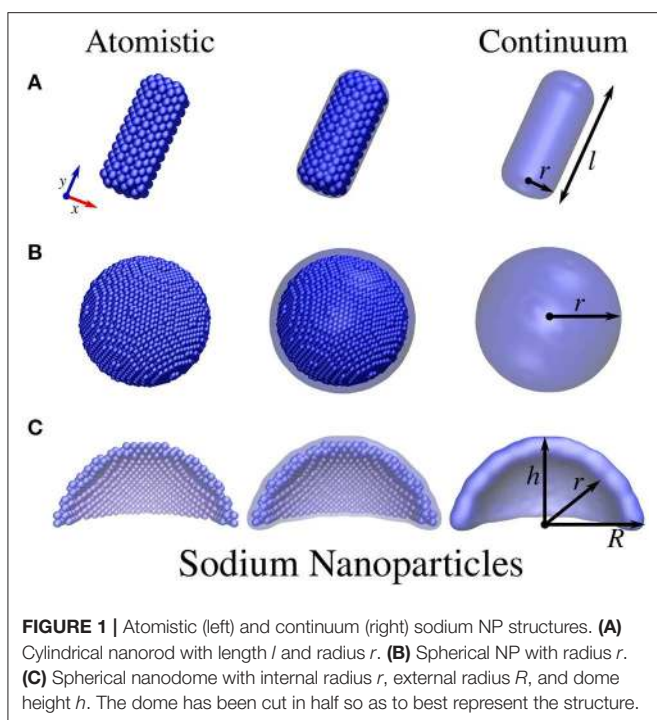 Atomistic Continuum
A
y
x
r
l
B
r
C
h
r
R
Sodium Nanoparticles
FIGURE 1 | Atomistic (left) and continuum (right) sodium NP structures. (A)
Cylindrical nanorod with length l and radius r. (B) Spherical NP with radius r.
(C) Spherical nanodome with internal radius r, external radius R, and dome
height h. The dome has been cut in half so as to best represent the structure.